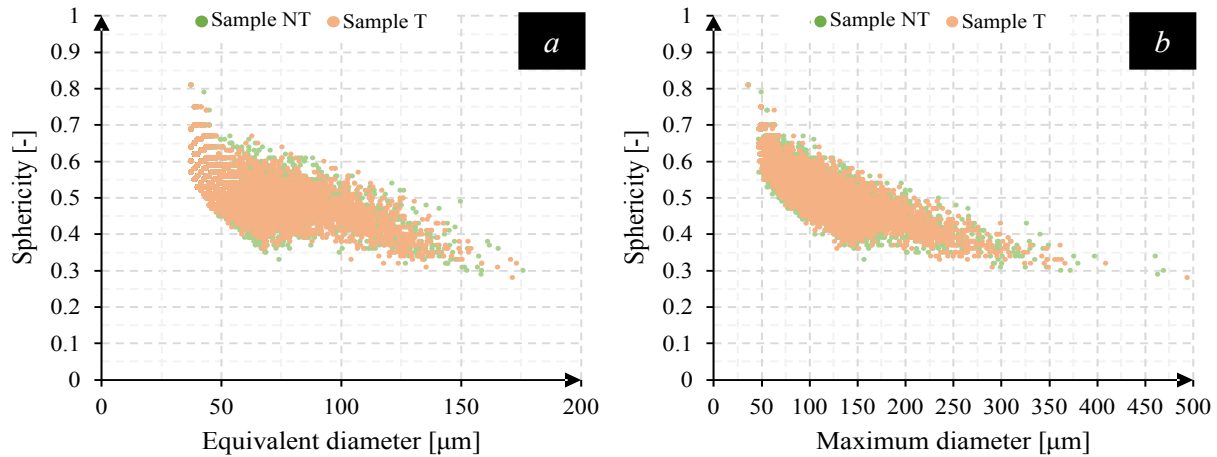 Sample NT Sample T
a
1
0.9
0.8
0.7
0.6
0.5
0.4
0.3
0.2
0.1
0
Sphericity [-]
0 50 100 150 200
Equivalent diameter [μm]
Sample NT Sample T
b
1
0.9
0.8
0.7
0.6
0.5
0.4
0.3
0.2
0.1
0
Sphericity [-]
0 50 100 150 200 250 300 350 400 450 500
Maximum diameter [μm]